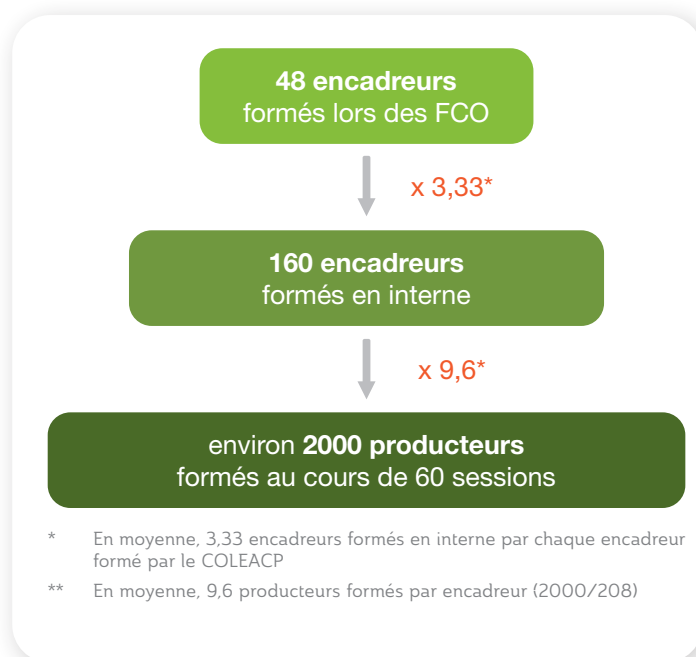 48 encadreurs
formés lors des FCO
x 3,33*
160 encadreurs
formés en interne
x 9,6*
environ 2000 producteurs
formés au cours de 60 sessions
* En moyenne, 3,33 encadreurs formés en interne par chaque encadreur
formé par le COLEACP
** En moyenne, 9,6 producteurs formés par encadreur (2000/208)